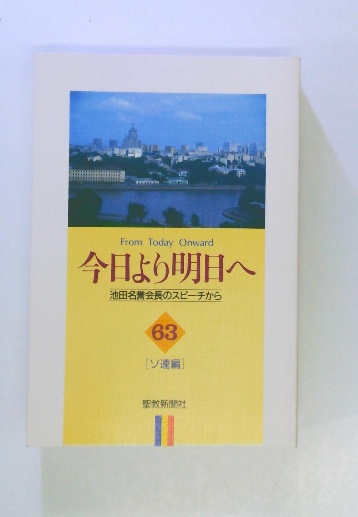 From Today Onward
今日より明日へ
池田名誉会長のスピーチから
63
[ソ連編]
聖教新聞社